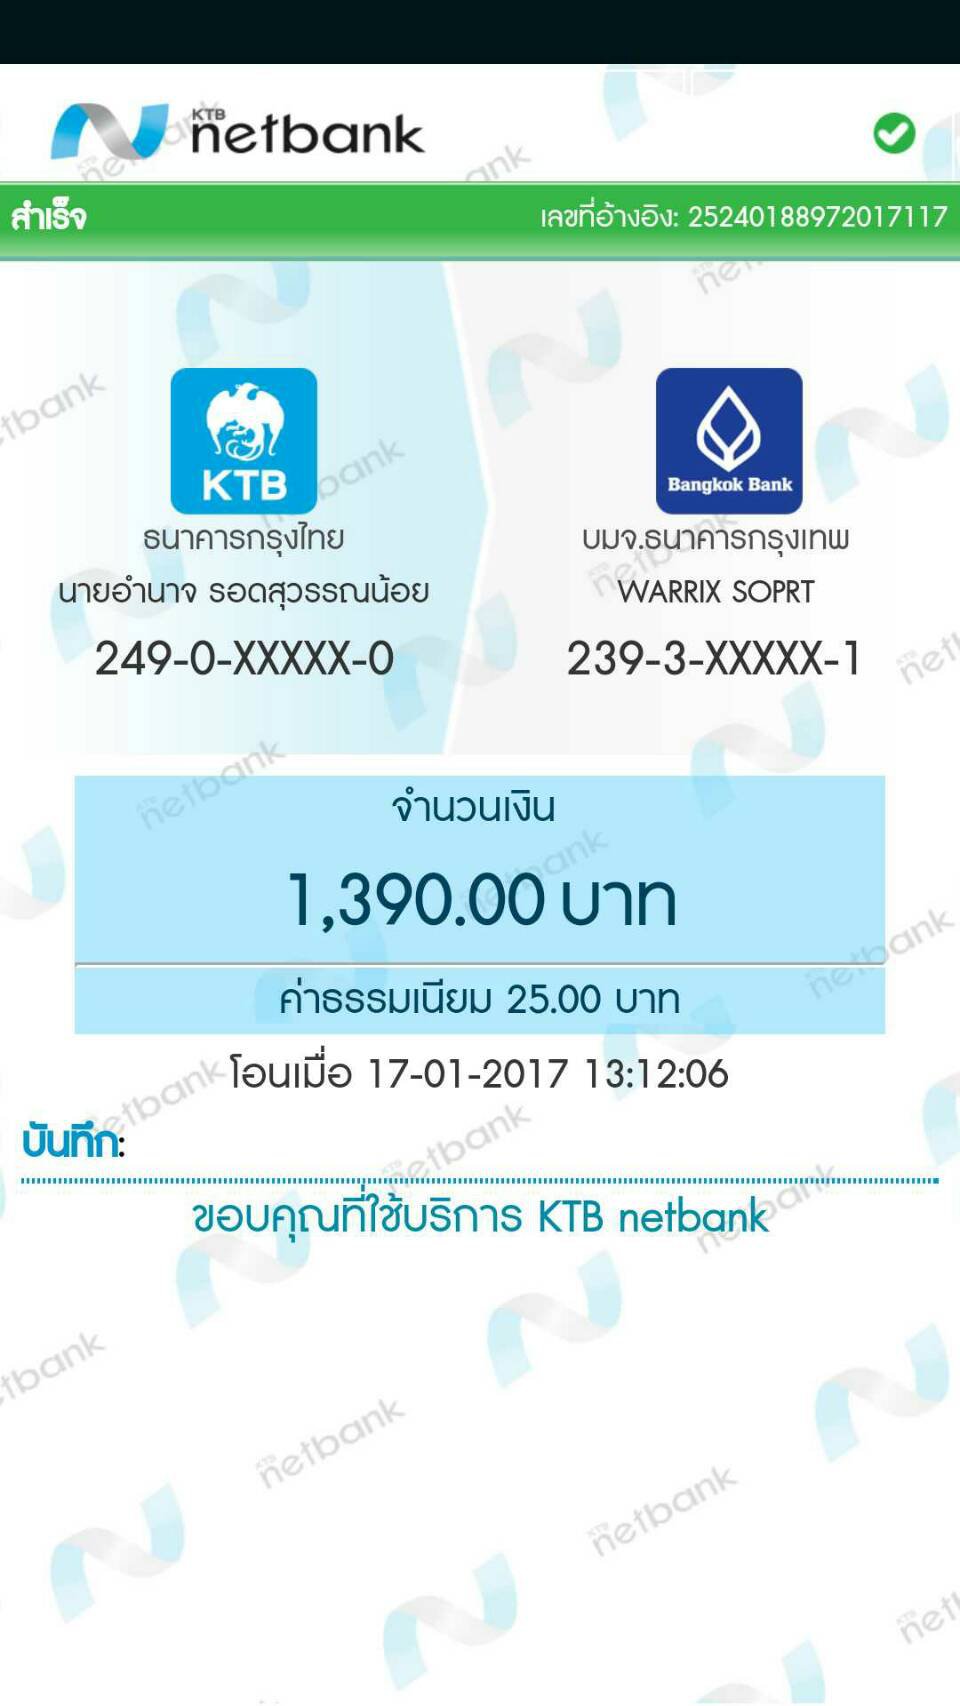 KTB
netbank
สำเร็จ
เลขที่อ้างอิง: 25240188972017117
KTB
Bangkok Bank
ธนาคารกรุงไทย
บมจ.ธนาคารกรุงเทพ
นายอำนาจ รอดสุวรรณน้อย
WARRIX SOPRT
249-0-XXXXX-0
239-3-XXXXX-1
จำนวนเงิน
1,390.00 บาท
ค่าธรรมเนียม 25.00 บาท
โอนเมื่อ 17-01-2017 13:12:06
บันทึก:
ขอบคุณที่ใช้บริการ KTB netbank